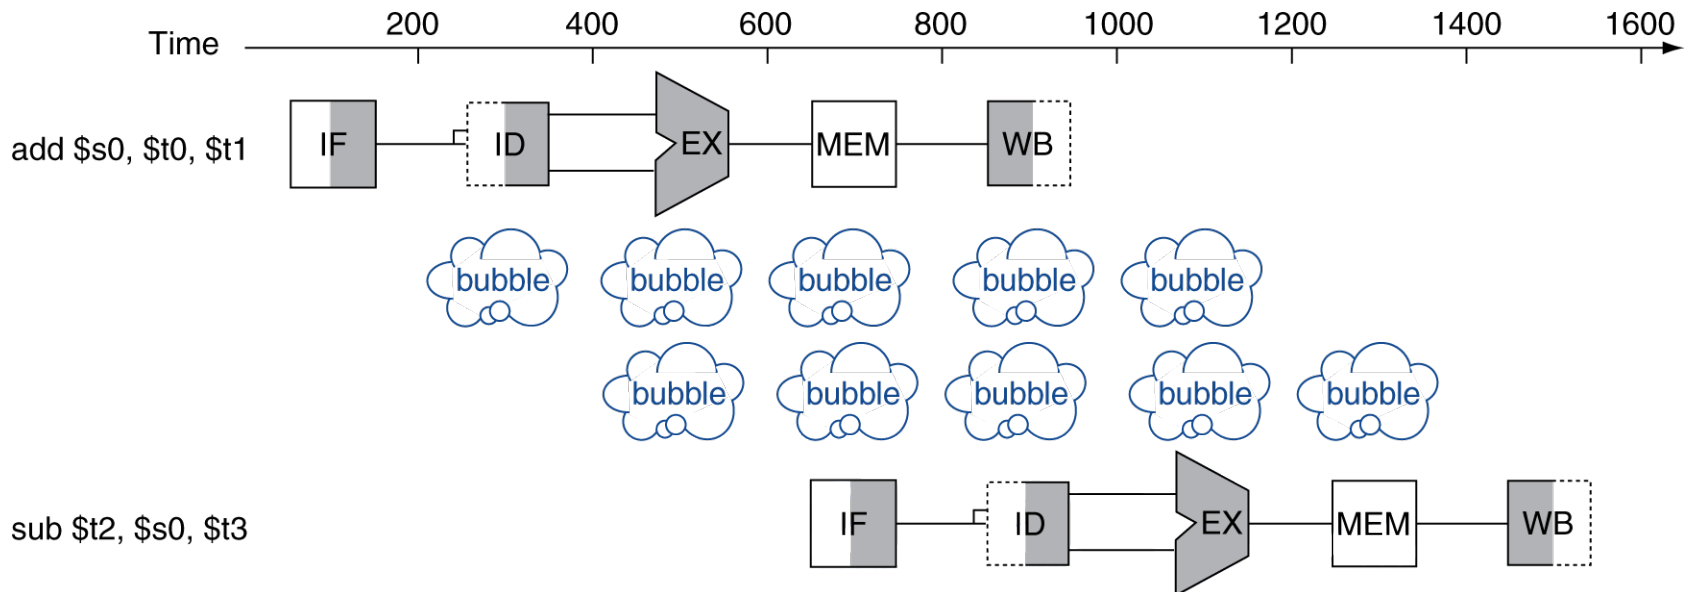 200 400 600 800 1000 1200 1400 1600
Time
add $s0, $t0, $t1 IF ID EX MEM WB
bubble bubble bubble bubble bubble
bubble bubble bubble bubble bubble
sub $t2, $s0, $t3 IF ID EX MEM WB